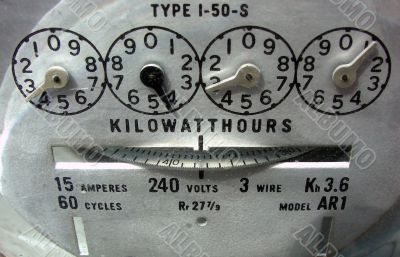 TYPE I-50-S
1 0 9 9 0 1 1 0 9 9 0 1
2 8 8 2 2 8 8 2
3 7 7 3 3 7 7 3
4 5 6 6 5 4 4 5 6 6 5 4
KILOWATTHOURS
40
15 AMPERES 240 VOLTS 3 WIRE Kh 3.6
60 CYCLES Rr 27 7/9 MODEL AR1
ALBUMO